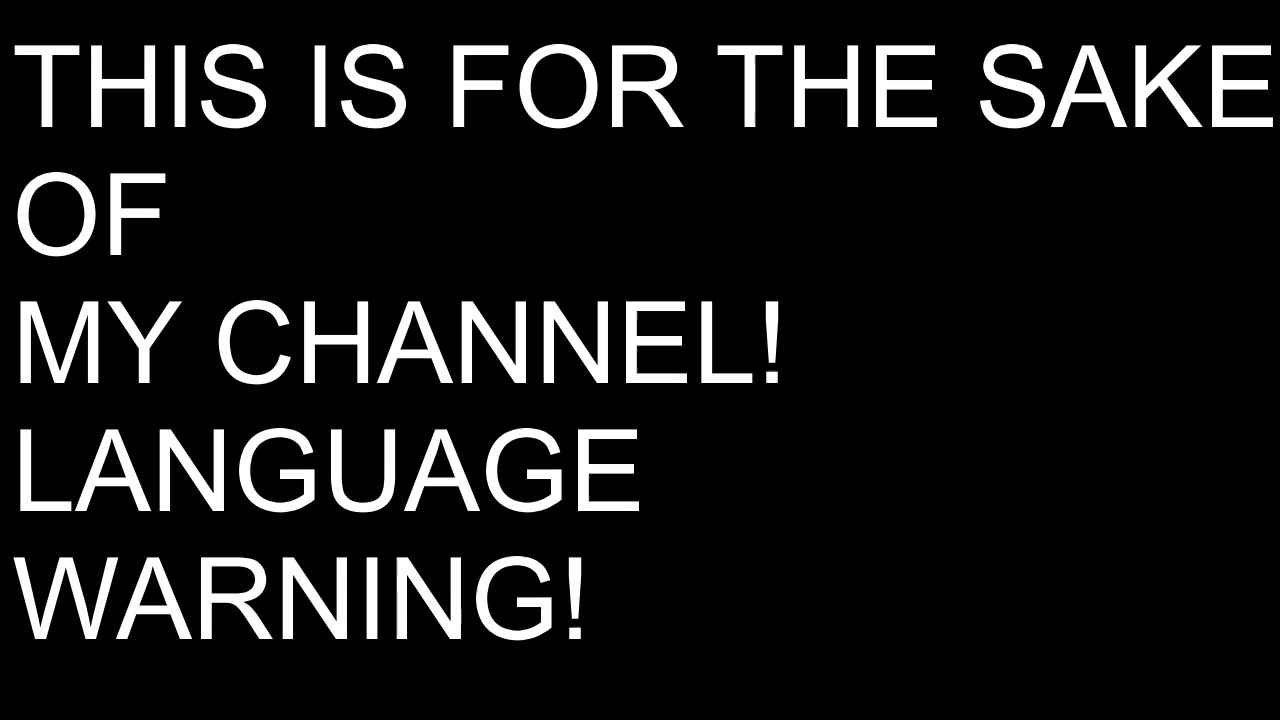 THIS IS FOR THE SAKE
OF
MY CHANNEL!
LANGUAGE
WARNING!